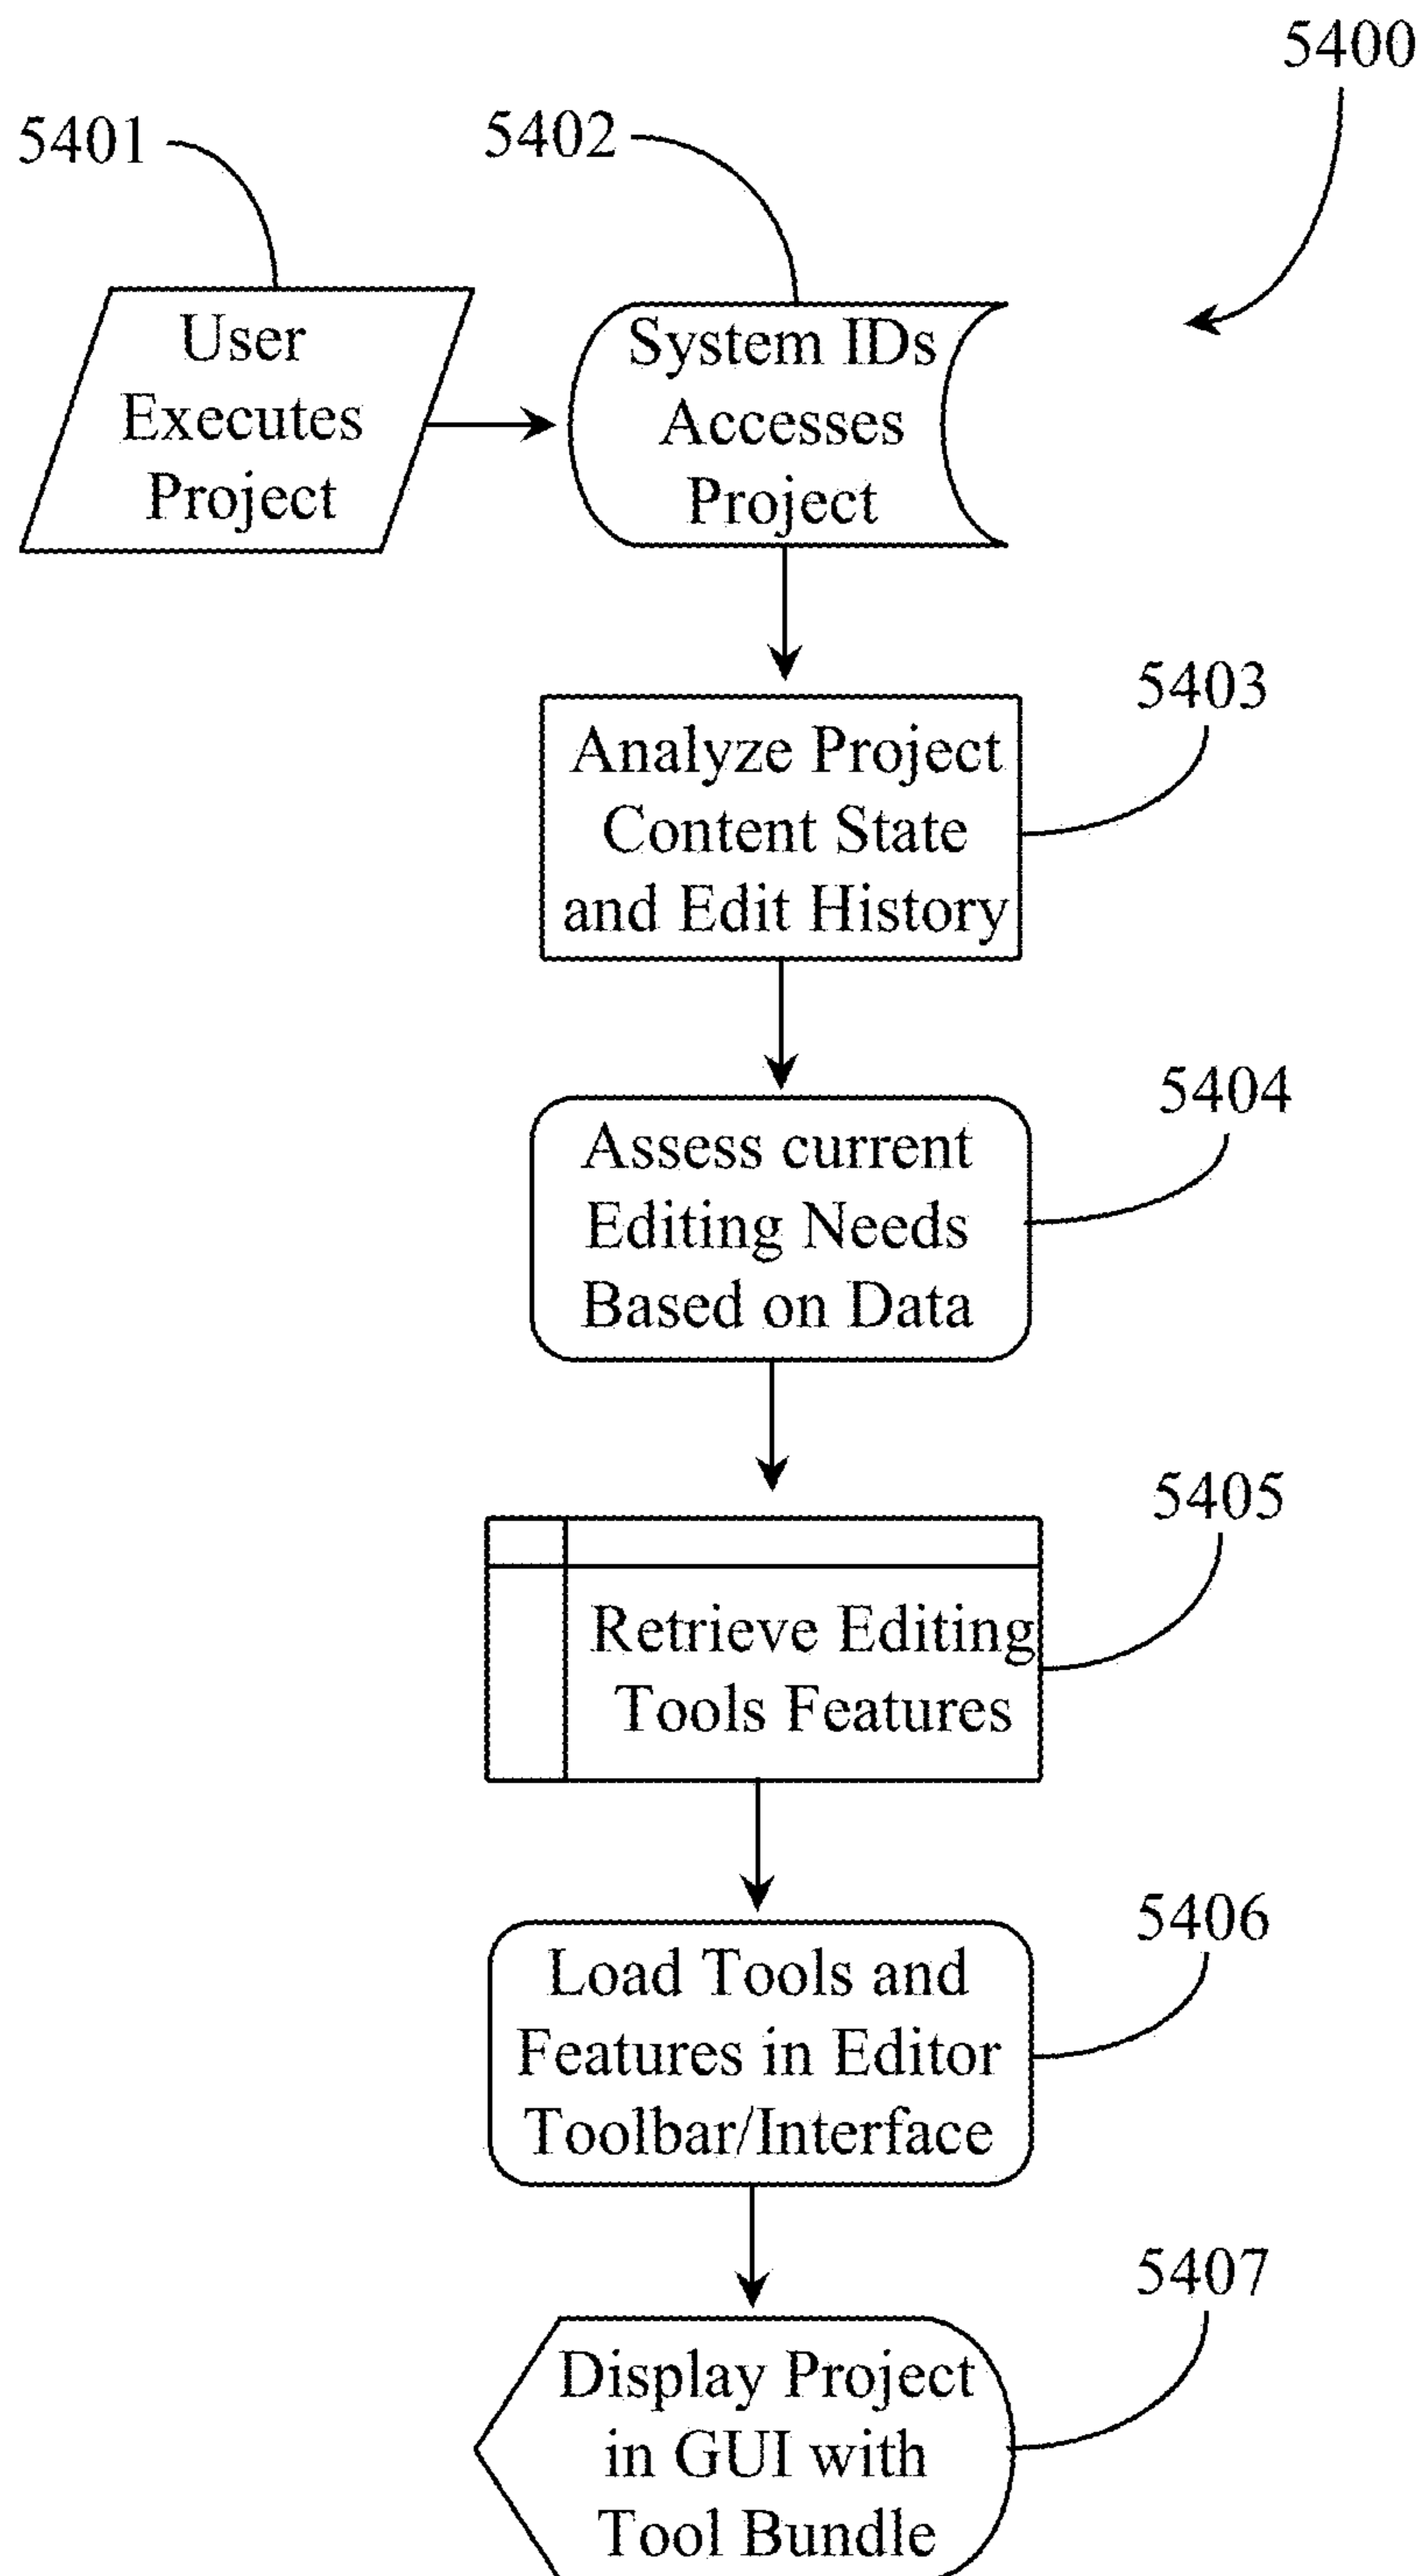 5400
5401
5402
User
Executes
Project
System IDs
Accesses
Project
5403
Analyze Project
Content State
and Edit History
5404
Assess current
Editing Needs
Based on Data
5405
Retrieve Editing
Tools Features
5406
Load Tools and
Features in Editor
Toolbar/Interface
5407
Display Project
in GUI with
Tool Bundle